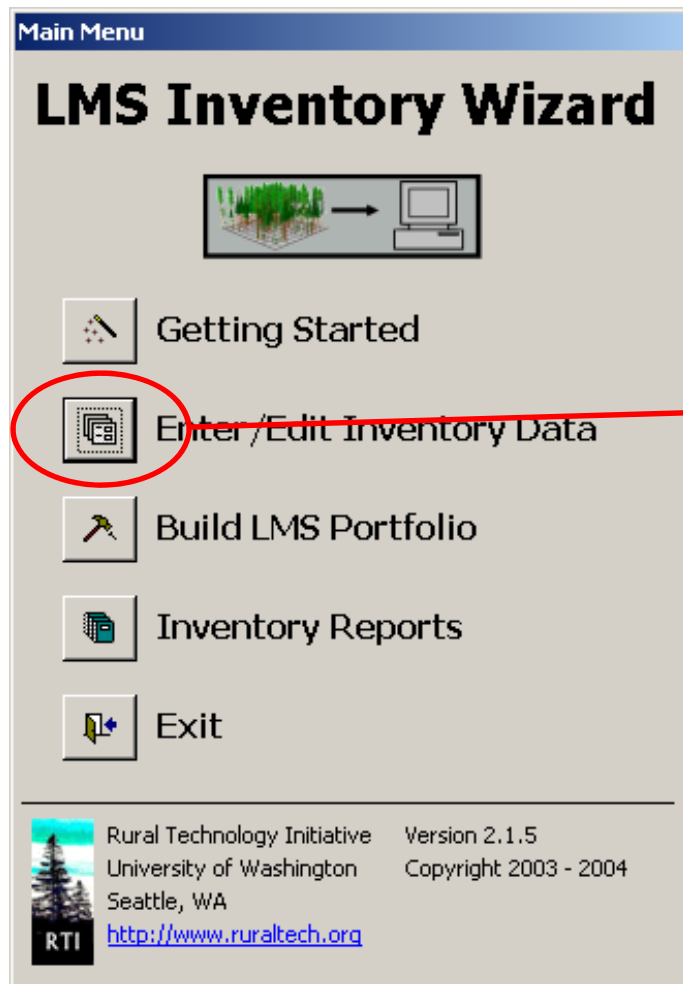 Main Menu
LMS Inventory Wizard
Getting Started
Enter/Edit Inventory Data
Build LMS Portfolio
Inventory Reports
Exit
Rural Technology Initiative Version 2.1.5
University of Washington Copyright 2003 - 2004
Seattle, WA
http://www.ruraltech.org
RTI